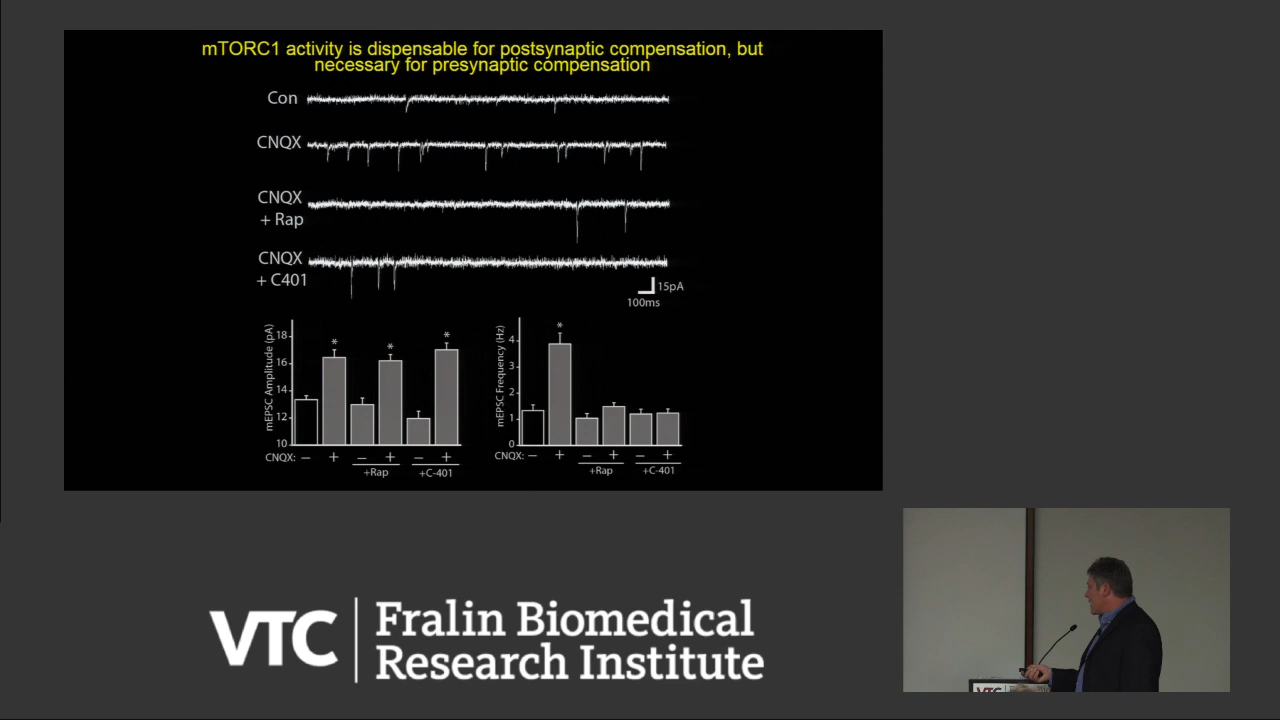 mTORC1 activity is dispensable for postsynaptic compensation, but
necessary for presynaptic compensation
Con
CNQX
CNQX
+ Rap
CNQX
+ C401
15pA
100ms
mEPSC Amplitude (pA)
18
16
14
12
10
* * *
CNQX: − + − + − +
+Rap +C-401
mEPSC Frequency (Hz)
4
3
2
1
0
*
CNQX: − + − + − +
+Rap +C-401
VTC
Fralin Biomedical
Research Institute
VTC